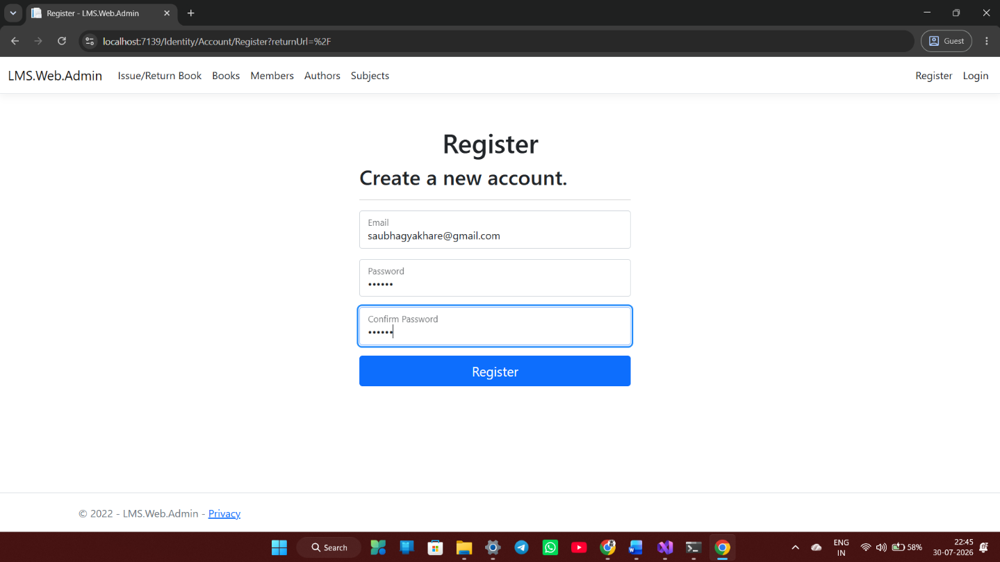 Register - LMS.Web.Admin
localhost:7139/Identity/Account/Register?returnUrl=%2F
Guest
LMS.Web.Admin Issue/Return Book Books Members Authors Subjects Register Login
Register
Create a new account.
Email
saubhagyakhare@gmail.com
Password
••••••
Confirm Password
••••••
Register
© 2022 - LMS.Web.Admin - Privacy
Search
ENG
IN
58%
22:45
30-07-2026